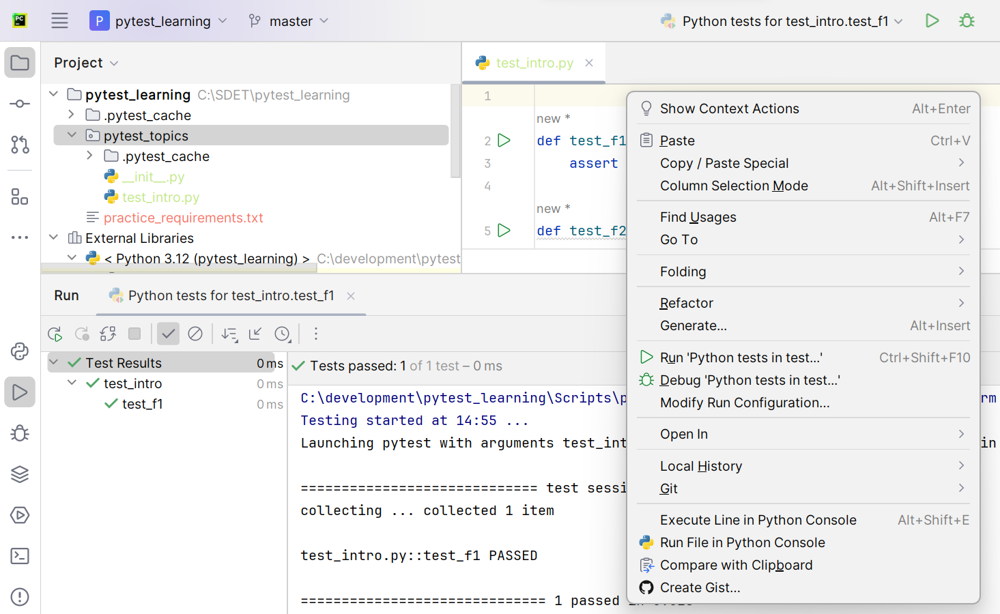 PC
P pytest_learning master Python tests for test_intro.test_f1
Project
test_intro.py
pytest_learning C:\SDET\pytest_learning
.pytest_cache
pytest_topics
.pytest_cache
__init__.py
test_intro.py
practice_requirements.txt
External Libraries
< Python 3.12 (pytest_learning) > C:\development\pytest
1
new *
2 def test_f1
3 assert
4
new *
5 def test_f2
Show Context Actions Alt+Enter
Paste Ctrl+V
Copy / Paste Special
Column Selection Mode Alt+Shift+Insert
Find Usages Alt+F7
Go To
Folding
Refactor
Generate... Alt+Insert
Run 'Python tests in test...' Ctrl+Shift+F10
Debug 'Python tests in test...'
Modify Run Configuration...
Open In
Local History
Git
Execute Line in Python Console Alt+Shift+E
Run File in Python Console
Compare with Clipboard
Create Gist...
Run Python tests for test_intro.test_f1
Test Results 0 ms
test_intro 0 ms
test_f1 0 ms
Tests passed: 1 of 1 test – 0 ms
C:\development\pytest_learning\Scripts\p rm
Testing started at 14:55 ...
Launching pytest with arguments test_int in
============================= test sessi
collecting ... collected 1 item
test_intro.py::test_f1 PASSED
============================== 1 passed